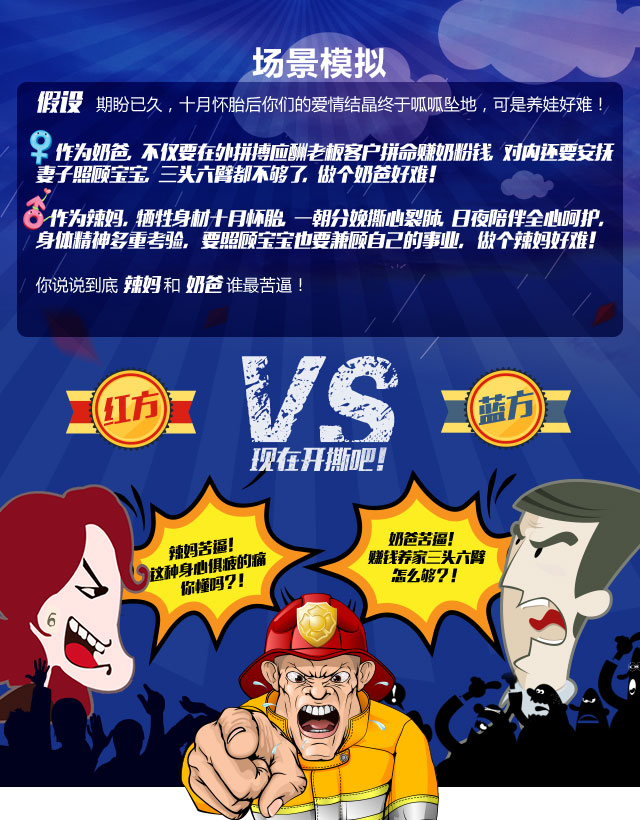 场景模拟
假设 期盼已久，十月怀胎后你们的爱情结晶终于呱呱坠地，可是养娃好难！
作为奶爸，不仅要在外拼搏应酬老板客户拼命赚奶粉钱，对内还要安抚
妻子照顾宝宝，三头六臂都不够了，做个奶爸好难！
作为辣妈，牺牲身材十月怀胎，一朝分娩撕心裂肺，日夜陪伴全心呵护，
身体精神多重考验，要照顾宝宝也要兼顾自己的事业，做个辣妈好难！
你说说到底 辣妈和 奶爸谁最苦逼！
红方
VS
蓝方
现在开撕吧！
辣妈苦逼！
这种身心俱疲的痛
你懂吗？！
奶爸苦逼！
赚钱养家三头六臂
怎么够？！